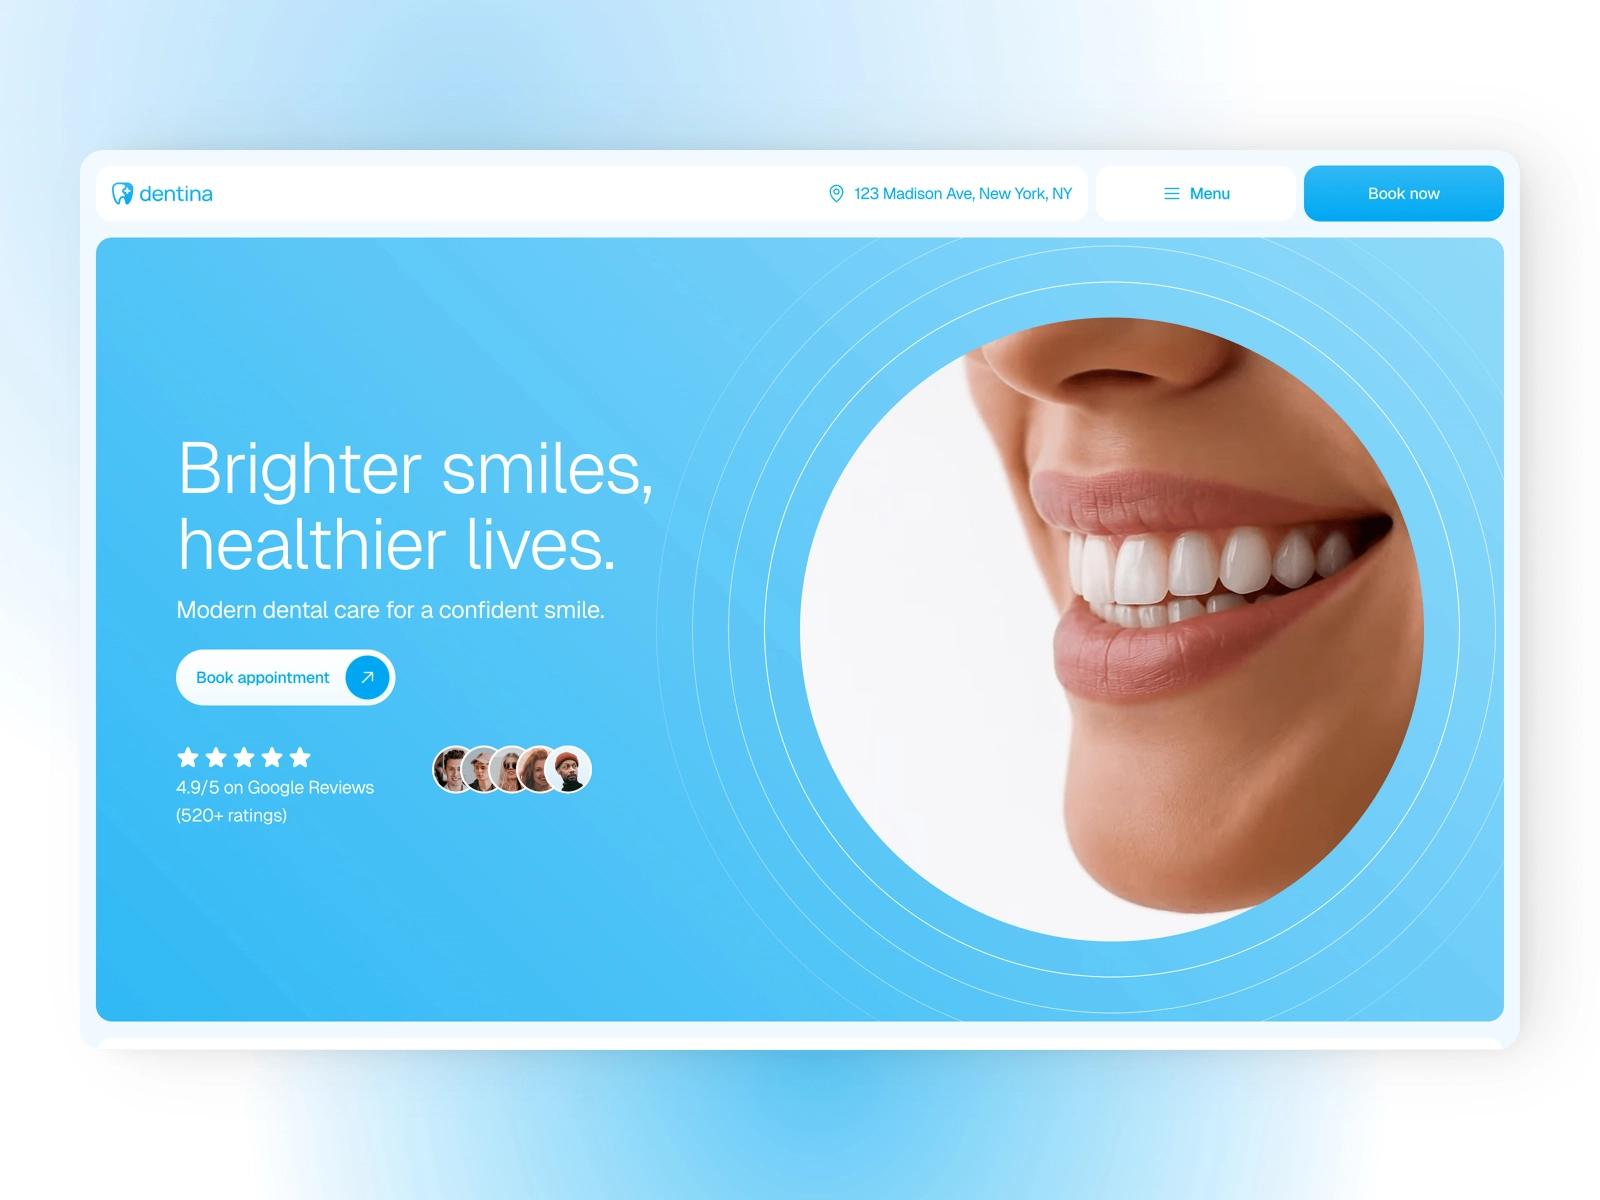 dentina
123 Madison Ave, New York, NY
Menu
Book now
Brighter smiles,
healthier lives.
Modern dental care for a confident smile.
Book appointment
4.9/5 on Google Reviews
(520+ ratings)